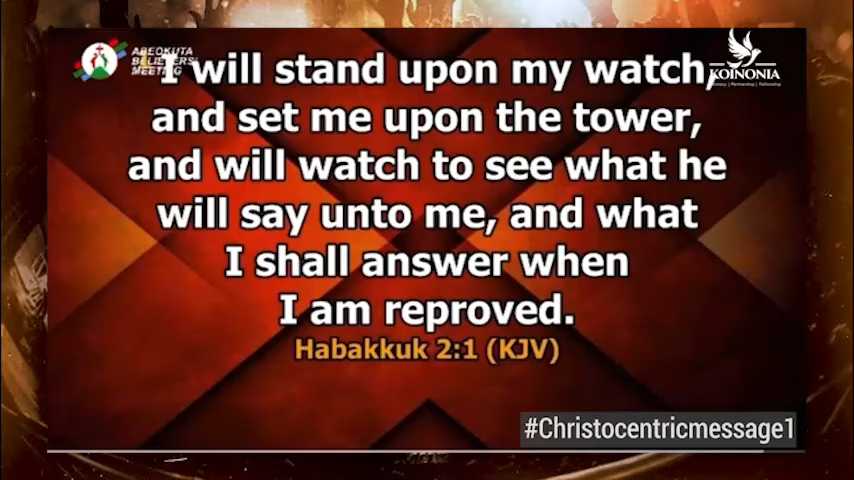 ABEOKUTA
BELIEVERS'
MEETING
KOINONIA
I will stand upon my watch,
and set me upon the tower,
and will watch to see what he
will say unto me, and what
I shall answer when
I am reproved.
Habakkuk 2:1 (KJV)
#Christocentricmessage1